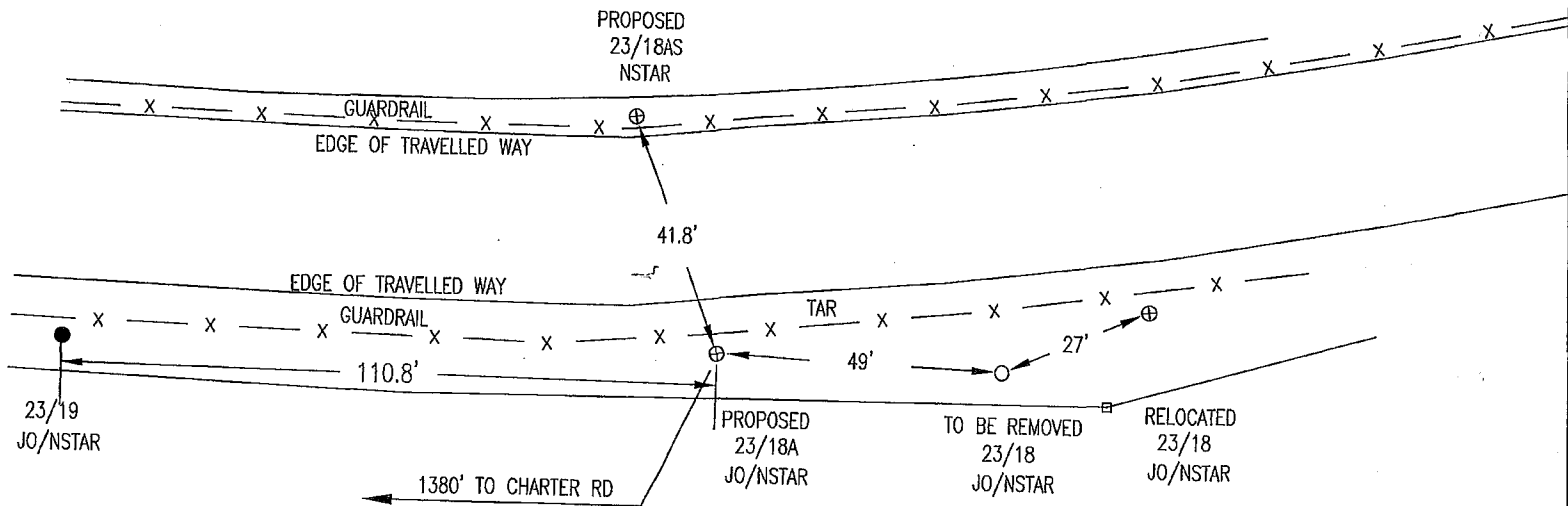 PROPOSED
23/18AS
NSTAR
GUARDRAIL
EDGE OF TRAVELLED WAY
41.8'
EDGE OF TRAVELLED WAY
GUARDRAIL
TAR
110.8'
49'
27'
23/19
JO/NSTAR
PROPOSED
23/18A
JO/NSTAR
TO BE REMOVED
23/18
JO/NSTAR
RELOCATED
23/18
JO/NSTAR
1380' TO CHARTER RD